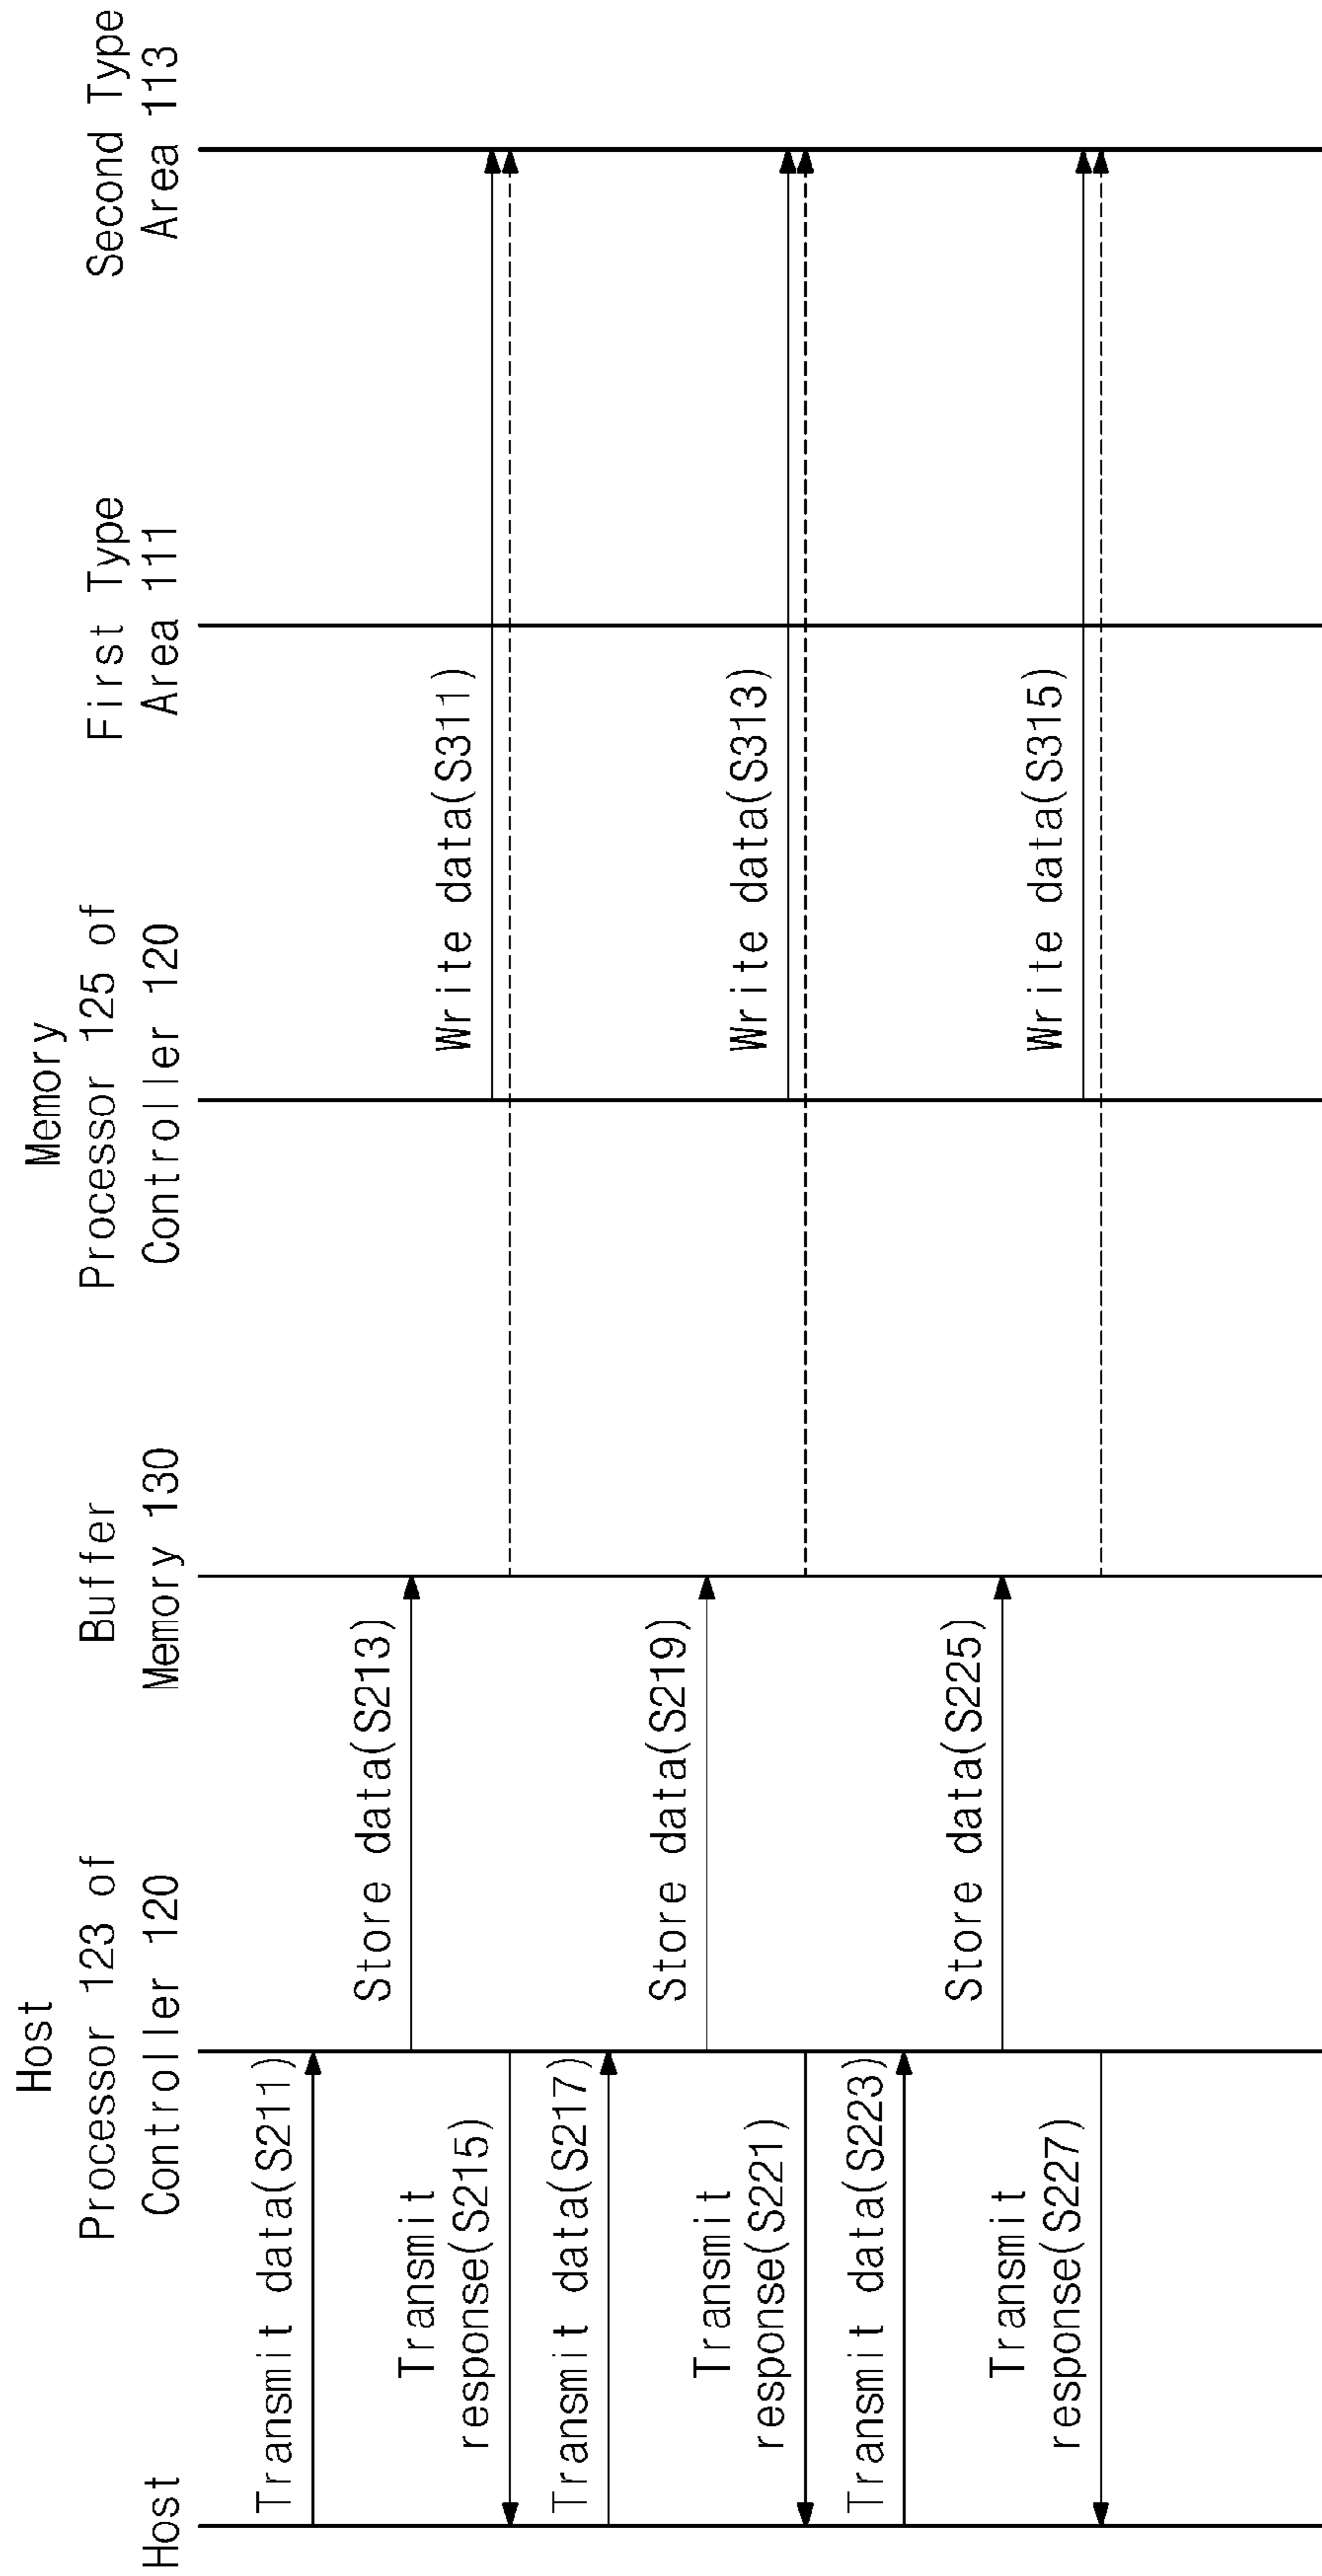 Host
Host
Processor 123 of
Controller 120
Buffer
Memory 130
Memory
Processor 125 of
Controller 120
First Type
Area 111
Second Type
Area 113
Transmit data(S211)
Store data(S213)
Transmit
response(S215)
Write data(S311)
Transmit data(S217)
Store data(S219)
Transmit
response(S221)
Write data(S313)
Transmit data(S223)
Store data(S225)
Transmit
response(S227)
Write data(S315)